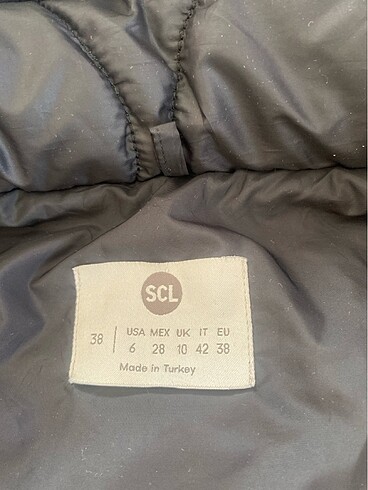 SCL
38 | USA MEX UK IT EU
6 28 10 42 38
Made in Turkey